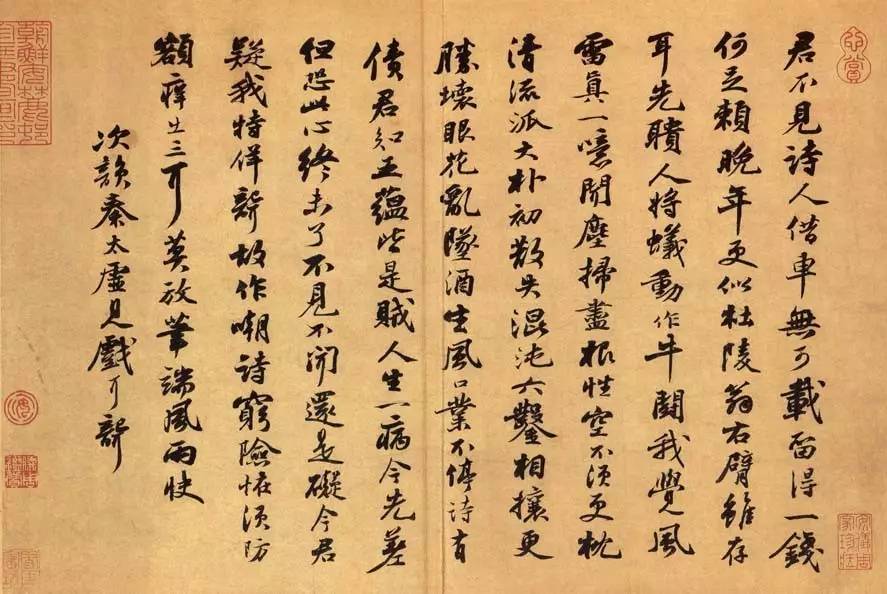 君不見詩人借車無可載留得一錢
何足賴晚年更似杜陵翁右臂雖存
耳先聵人將蟻動作牛鬪我覺風
雷真一噫聞塵掃盡根性空不須更枕
清流派大朴初散失混沌六鑿相攘更
勝壞眼花亂墜酒生風口業不停詩有
債君知五蘊皆是賊人生一病今先差
但恐此心終未了不見不聞還是礙今君
疑我特佯聾故作嘲詩窮險怪須防
額癢出三耳莫放筆端風雨快
次韻秦太虛見戲耳聾